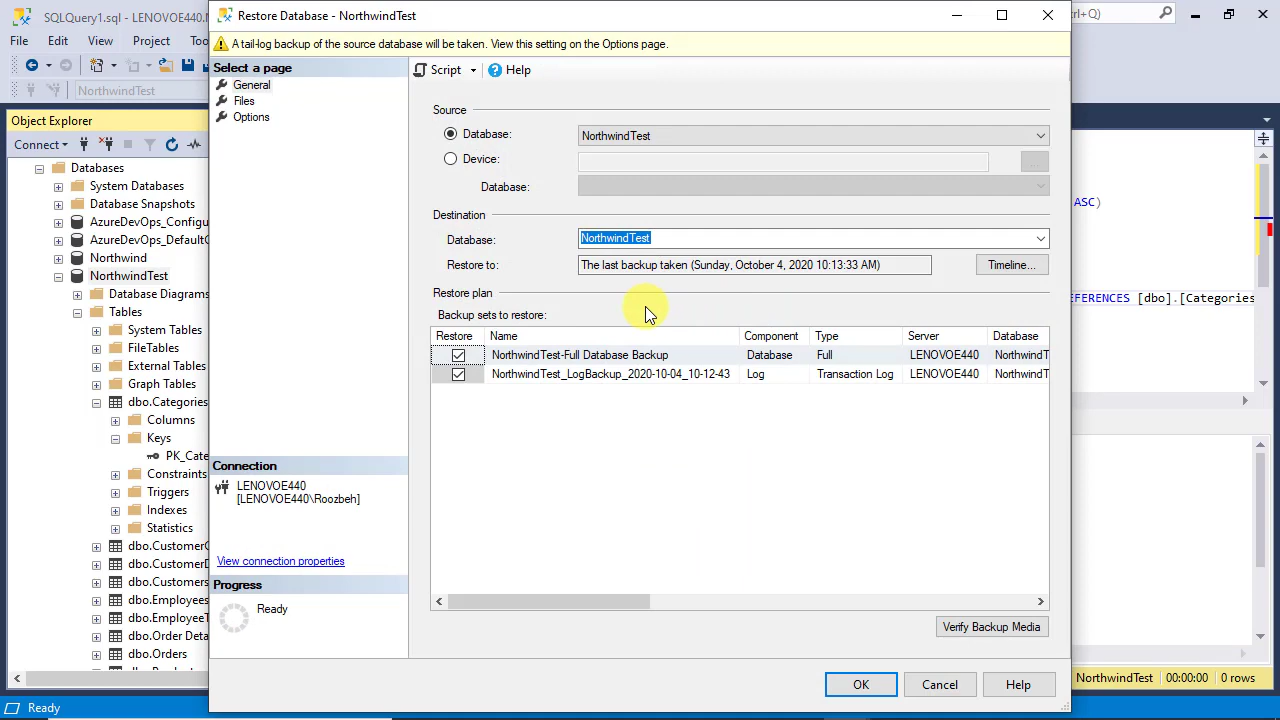 SQLQuery1.sql - LENOVOE440.M
Restore Database - NorthwindTest
trl+Q)
File Edit View Project Too
A tail-log backup of the source database will be taken. View this setting on the Options page.
NorthwindTest
Select a page
General
Files
Options
Script
Help
Object Explorer
Connect
Databases
System Databases
Database Snapshots
AzureDevOps_Configu
AzureDevOps_DefaultC
Northwind
NorthwindTest
Database Diagrams
Tables
System Tables
FileTables
External Tables
Graph Tables
dbo.Categories
Columns
Keys
PK_Cate
Constraints
Triggers
Indexes
Statistics
dbo.CustomerC
dbo.CustomerD
dbo.Customers
dbo.Employees
dbo.EmployeeT
dbo.Order Deta
dbo.Orders
Source
Database: NorthwindTest
Device:
...
Database:
Destination
Database: NorthwindTest
Restore to: The last backup taken (Sunday, October 4, 2020 10:13:33 AM) Timeline...
Restore plan
Backup sets to restore:
Restore Name Component Type Server Database
NorthwindTest-Full Database Backup Database Full LENOVOE440 NorthwindT
NorthwindTest_LogBackup_2020-10-04_10-12-43 Log Transaction Log LENOVOE440 NorthwindT
ASC)
EFERENCES [dbo].[Categories
Connection
LENOVOE440
[LENOVOE440\Roozbeh]
View connection properties
Progress
Ready
Verify Backup Media
OK Cancel Help
NorthwindTest 00:00:00 0 rows
Ready